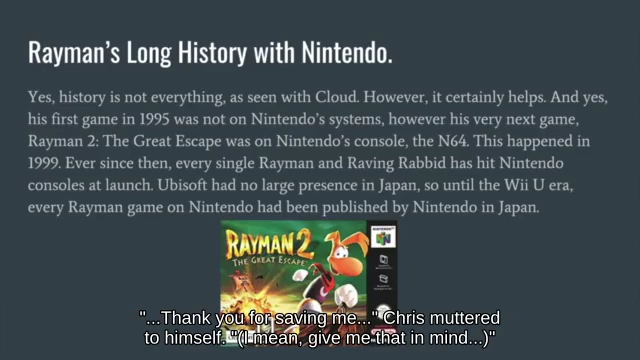 Rayman's Long History with Nintendo.
Yes, history is not everything, as seen with Cloud. However, it certainly helps. And yes,
his first game in 1995 was not on Nintendo's systems, however his very next game,
Rayman 2: The Great Escape was on Nintendo's console, the N64. This happened in
1999. Ever since then, every single Rayman and Raving Rabbid has hit Nintendo
consoles at launch. Ubisoft had no large presence in Japan, so until the Wii U era,
every Rayman game on Nintendo had been published by Nintendo in Japan.
RAYMAN 2
THE GREAT ESCAPE
"...Thank you for saving me..." Chris muttered
to himself. "(I mean, give me that in mind...)"